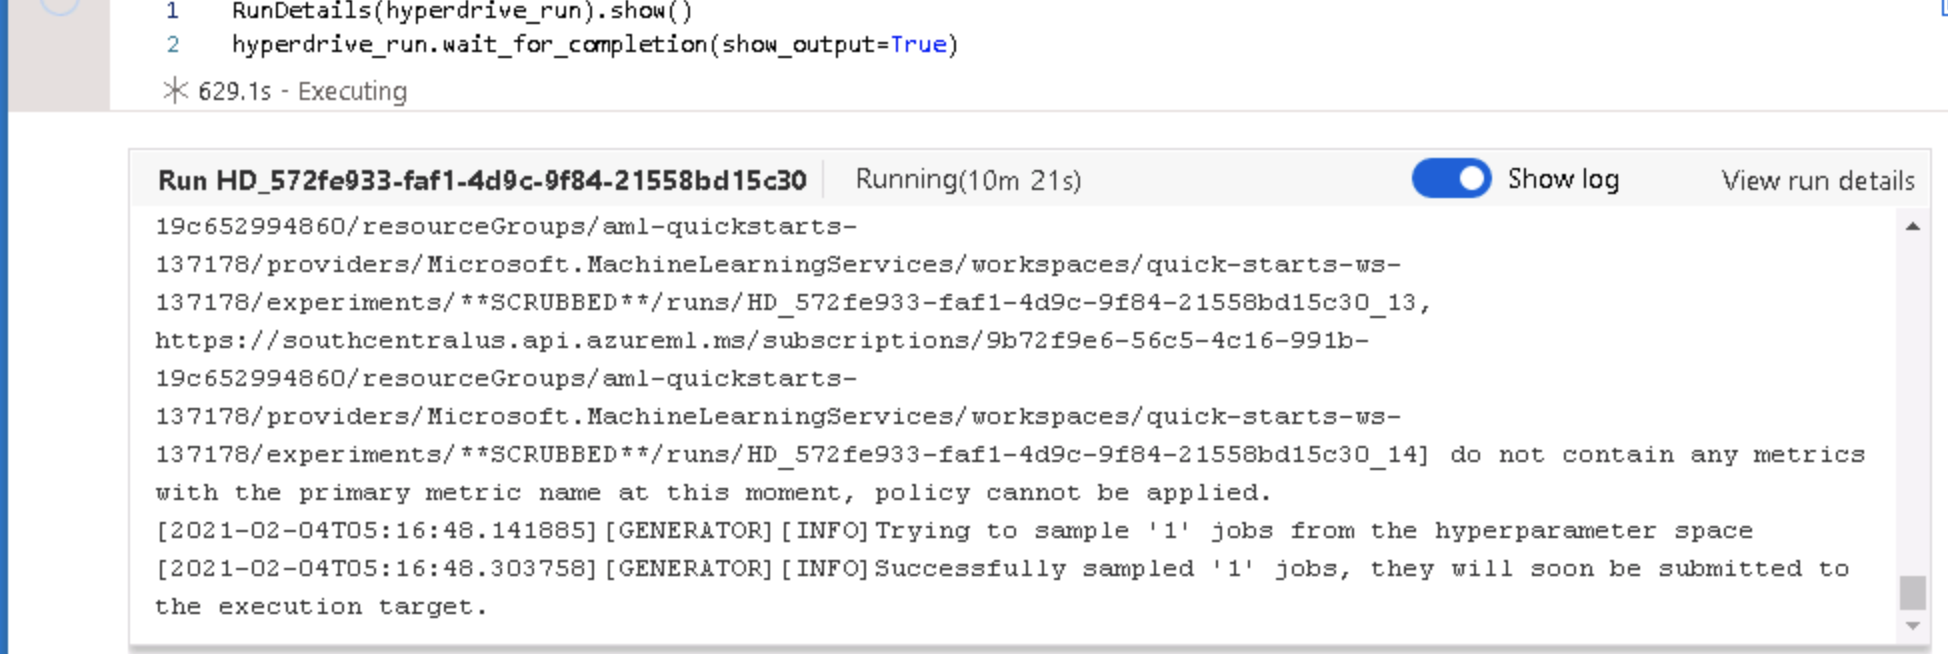 1 RunDetails(hyperdrive_run).show()
2 hyperdrive_run.wait_for_completion(show_output=True)
629.1s - Executing
Run HD_572fe933-faf1-4d9c-9f84-21558bd15c30 Running(10m 21s) Show log View run details
19c652994860/resourceGroups/aml-quickstarts-
137178/providers/Microsoft.MachineLearningServices/workspaces/quick-starts-ws-
137178/experiments/**SCRUBBED**/runs/HD_572fe933-faf1-4d9c-9f84-21558bd15c30_13,
https://southcentralus.api.azureml.ms/subscriptions/9b72f9e6-56c5-4c16-991b-
19c652994860/resourceGroups/aml-quickstarts-
137178/providers/Microsoft.MachineLearningServices/workspaces/quick-starts-ws-
137178/experiments/**SCRUBBED**/runs/HD_572fe933-faf1-4d9c-9f84-21558bd15c30_14] do not contain any metrics
with the primary metric name at this moment, policy cannot be applied.
[2021-02-04T05:16:48.141885][GENERATOR][INFO]Trying to sample '1' jobs from the hyperparameter space
[2021-02-04T05:16:48.303758][GENERATOR][INFO]Successfully sampled '1' jobs, they will soon be submitted to
the execution target.